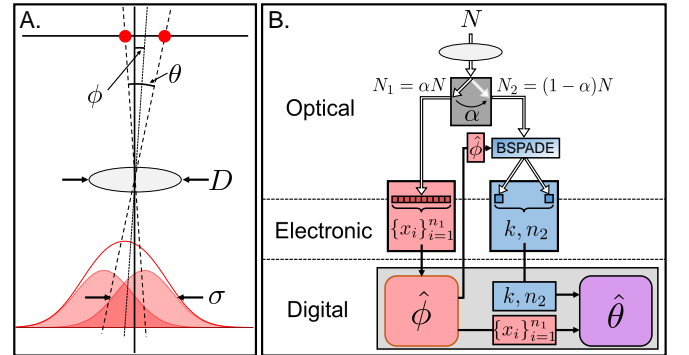 A.
φ
θ
D
σ
B.
N
N₁ = αN
N₂ = (1 − α)N
α
Optical
φ̂
BSPADE
Electronic
{xᵢ}ⁿ¹ᵢ₌₁
k, n₂
Digital
φ̂
k, n₂
{xᵢ}ⁿ¹ᵢ₌₁
θ̂